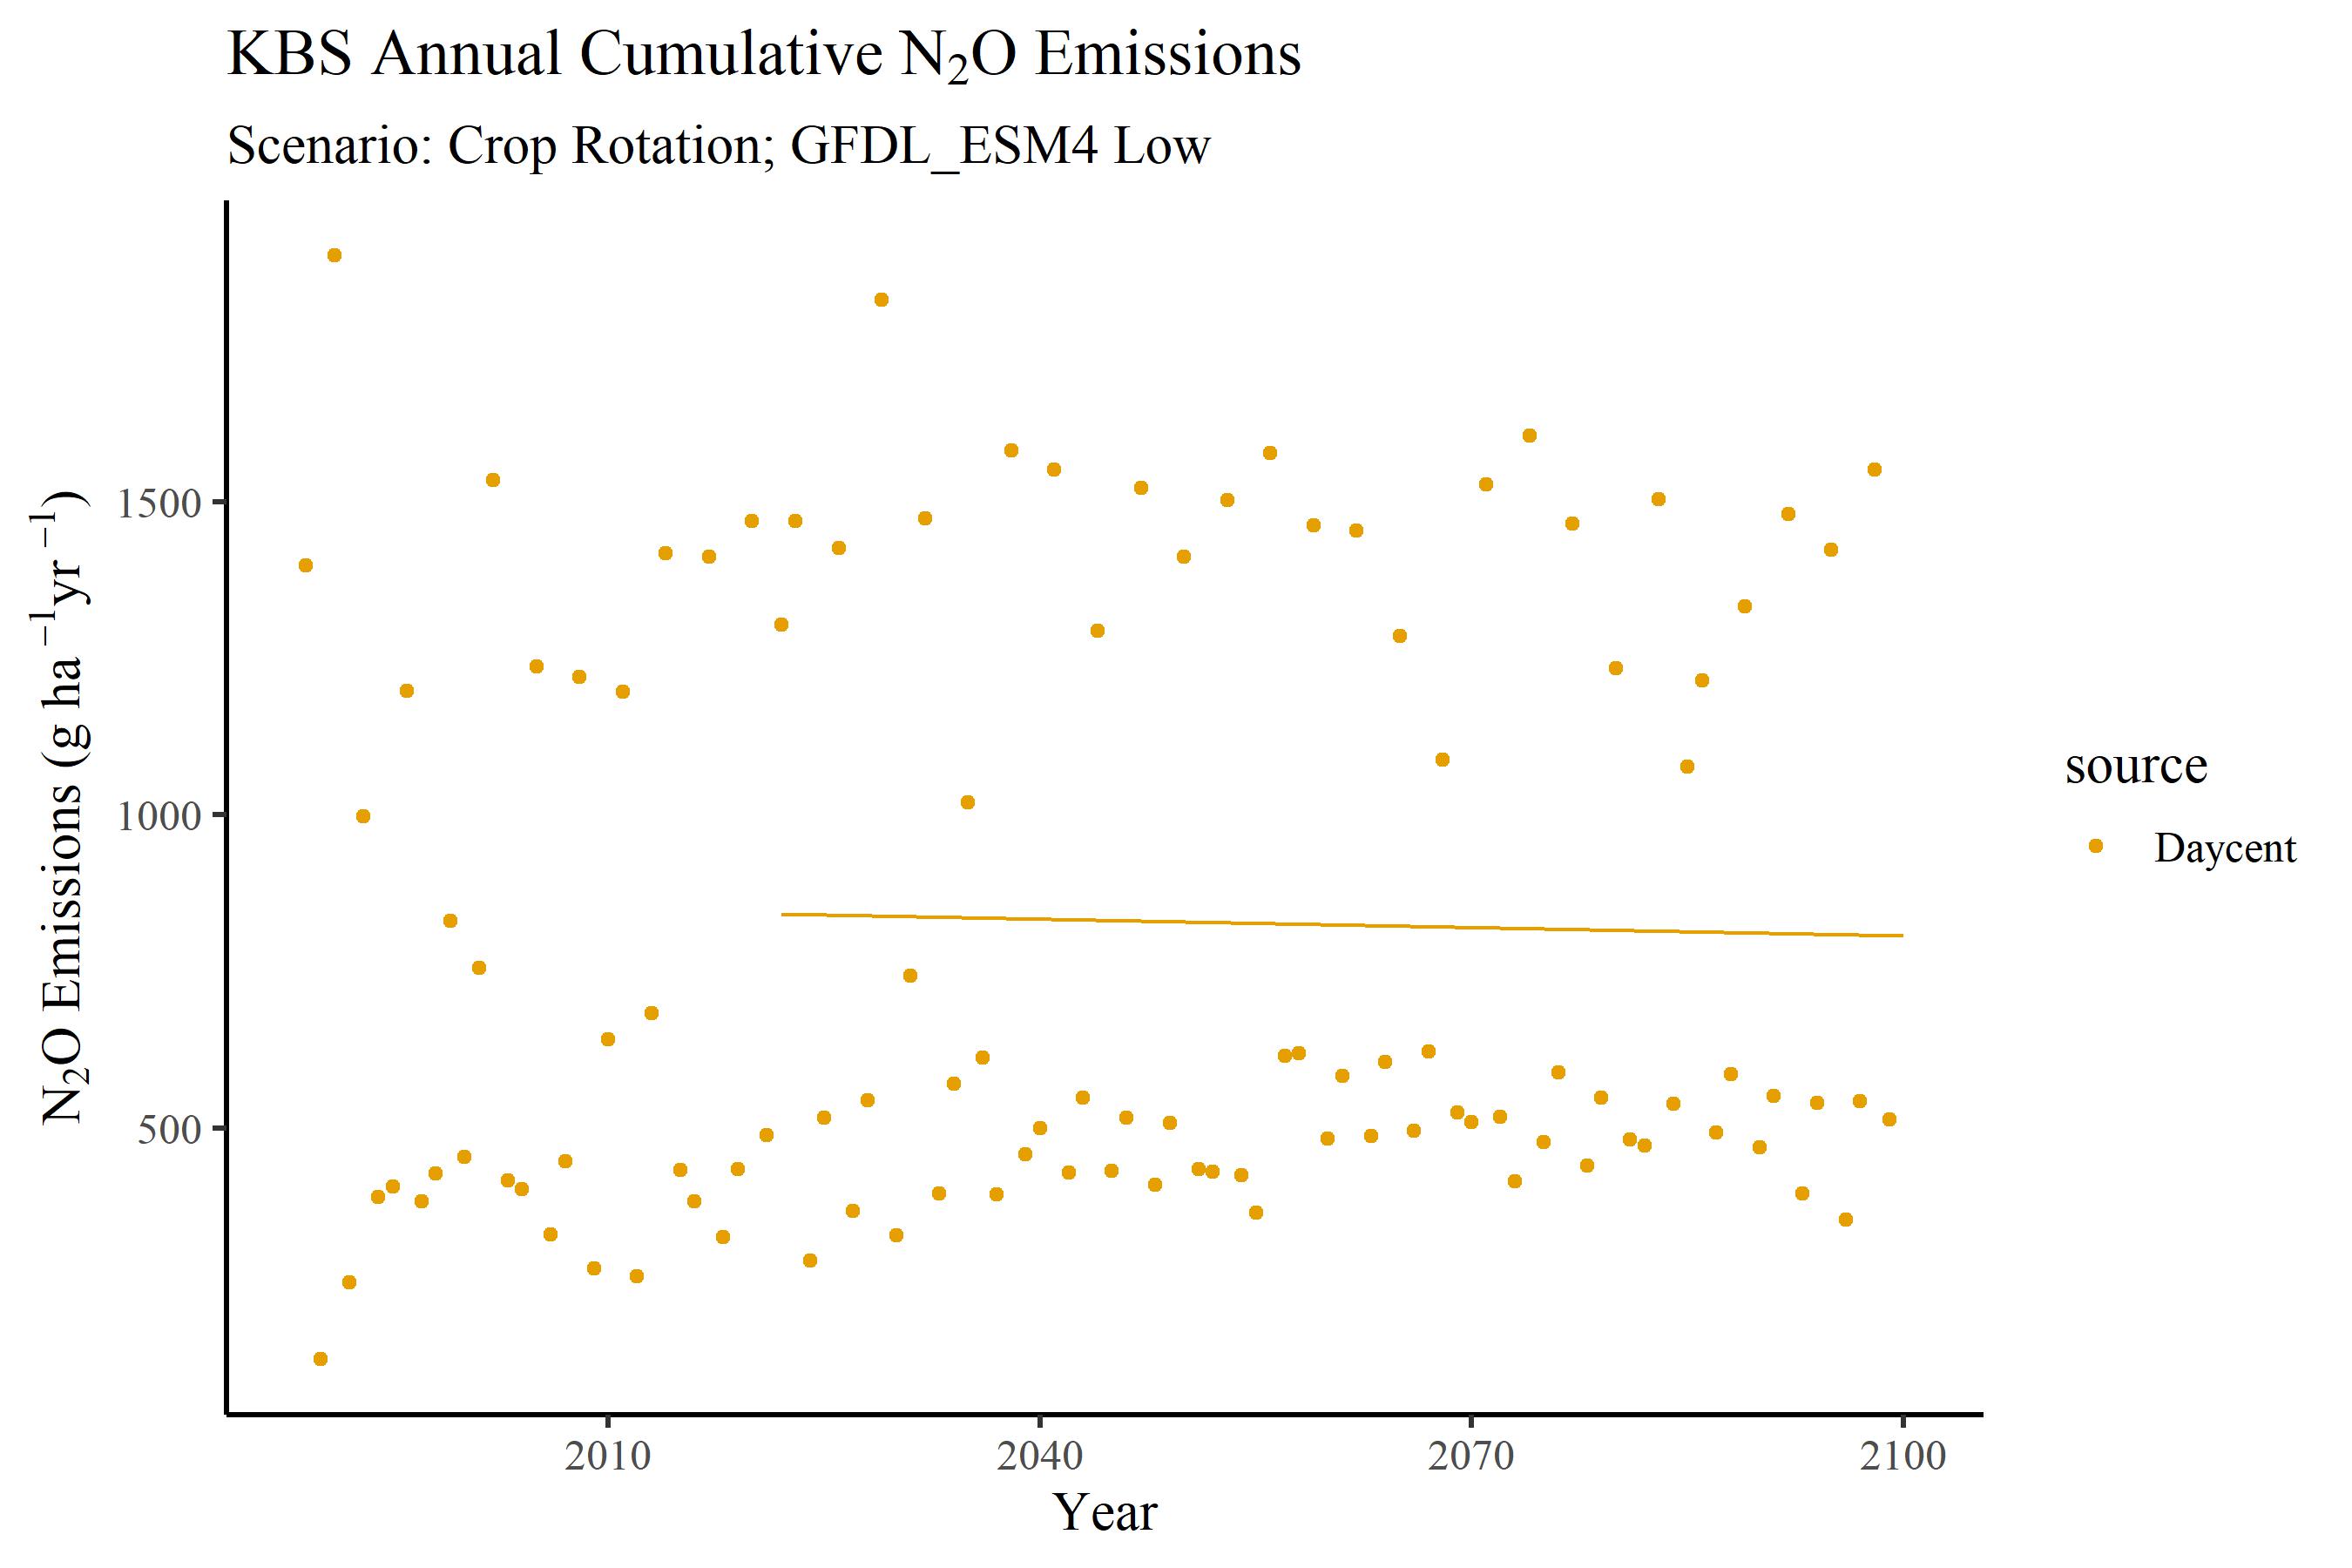 KBS Annual Cumulative N₂O Emissions
Scenario: Crop Rotation; GFDL_ESM4 Low
N₂O Emissions (g ha ⁻¹yr ⁻¹)
1500
1000
500
2010 2040 2070 2100
Year
source
Daycent